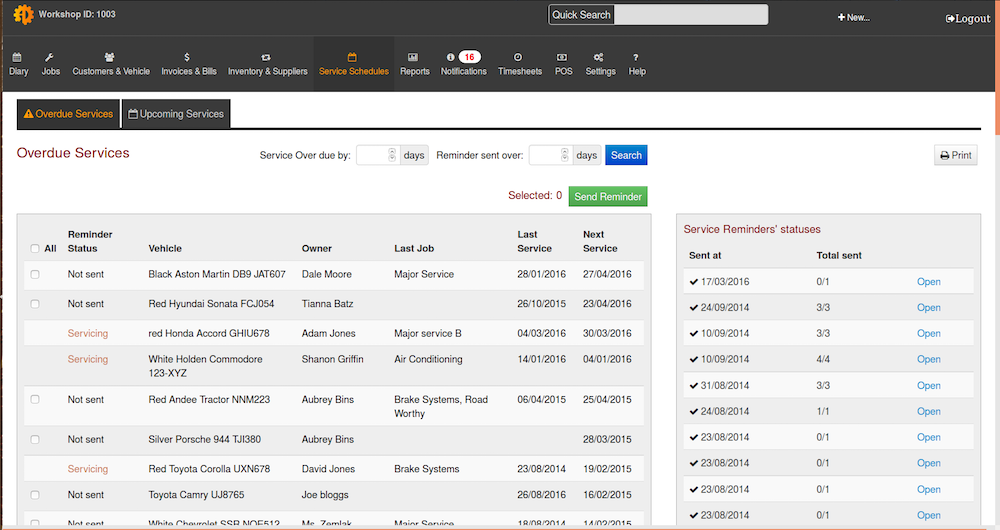 Workshop ID: 1003
Quick Search
New...
Logout
Diary
Jobs
Customers & Vehicle
Invoices & Bills
Inventory & Suppliers
Service Schedules
Reports
16
Notifications
Timesheets
POS
Settings
? Help
Overdue Services
Upcoming Services
Overdue Services
Service Over due by: days Reminder sent over: days Search
Print
Selected: 0 Send Reminder
All Reminder Status Vehicle Owner Last Job Last Service Next Service
Not sent Black Aston Martin DB9 JAT607 Dale Moore Major Service 28/01/2016 27/04/2016
Not sent Red Hyundai Sonata FCJ054 Tianna Batz 26/10/2015 23/04/2016
Servicing red Honda Accord GHIU678 Adam Jones Major service B 04/03/2016 30/03/2016
Servicing White Holden Commodore Shanon Griffin Air Conditioning 14/01/2016 04/01/2016
123-XYZ
Not sent Red Andee Tractor NNM223 Aubrey Bins Brake Systems, Road 06/04/2015 25/04/2015
Worthy
Not sent Silver Porsche 944 TJI380 Aubrey Bins 28/03/2015
Servicing Red Toyota Corolla UXN678 David Jones Brake Systems 23/08/2014 19/02/2015
Not sent Toyota Camry UJ8765 Joe bloggs 26/08/2016 16/02/2015
Not sent White Chevrolet SSR NOE512 Ms. Zemlak Major Service 18/08/2014 14/02/2015
Service Reminders' statuses
Sent at Total sent
17/03/2016 0/1 Open
24/09/2014 3/3 Open
10/09/2014 3/3 Open
10/09/2014 4/4 Open
31/08/2014 3/3 Open
24/08/2014 1/1 Open
23/08/2014 0/1 Open
23/08/2014 0/1 Open
23/08/2014 0/1 Open
23/08/2014 0/1 Open